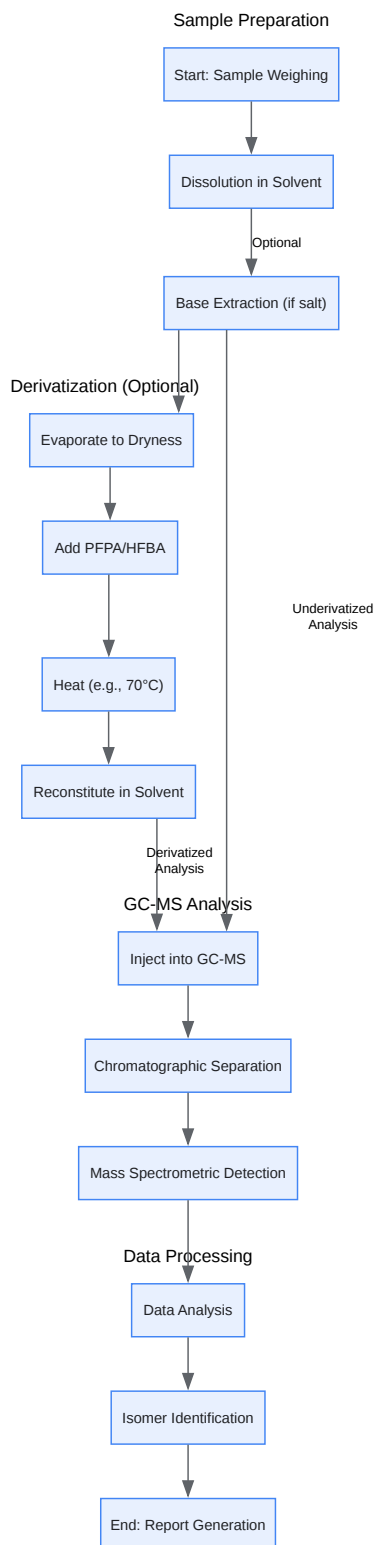 Sample Preparation
Start: Sample Weighing
Dissolution in Solvent
Optional
Base Extraction (if salt)
Derivatization (Optional)
Evaporate to Dryness
Add PFPA/HFBA
Underivatized
Analysis
Heat (e.g., 70°C)
Reconstitute in Solvent
Derivatized
Analysis
GC-MS Analysis
Inject into GC-MS
Chromatographic Separation
Mass Spectrometric Detection
Data Processing
Data Analysis
Isomer Identification
End: Report Generation